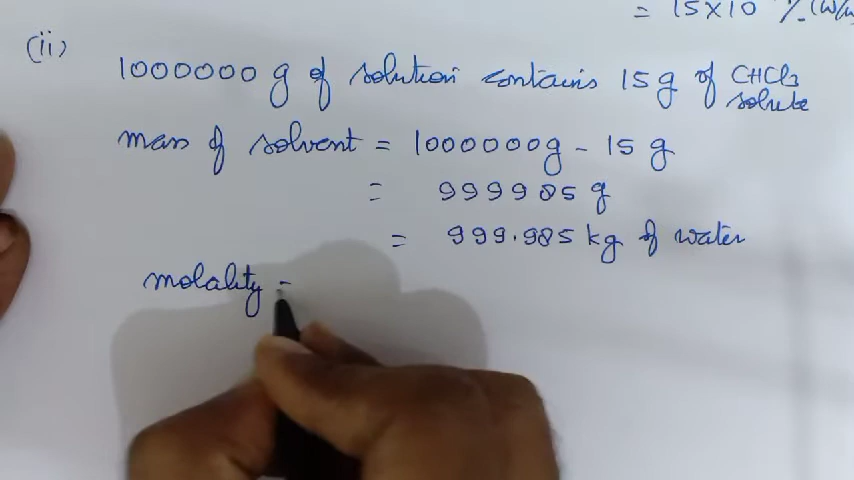 = 15×10 % (w/w
(ii)
1000000 g of solution contains 15 g of CHCl3
solute
mass of solvent = 1000000g - 15 g
= 999985 g
= 999.985 kg of water
molality =